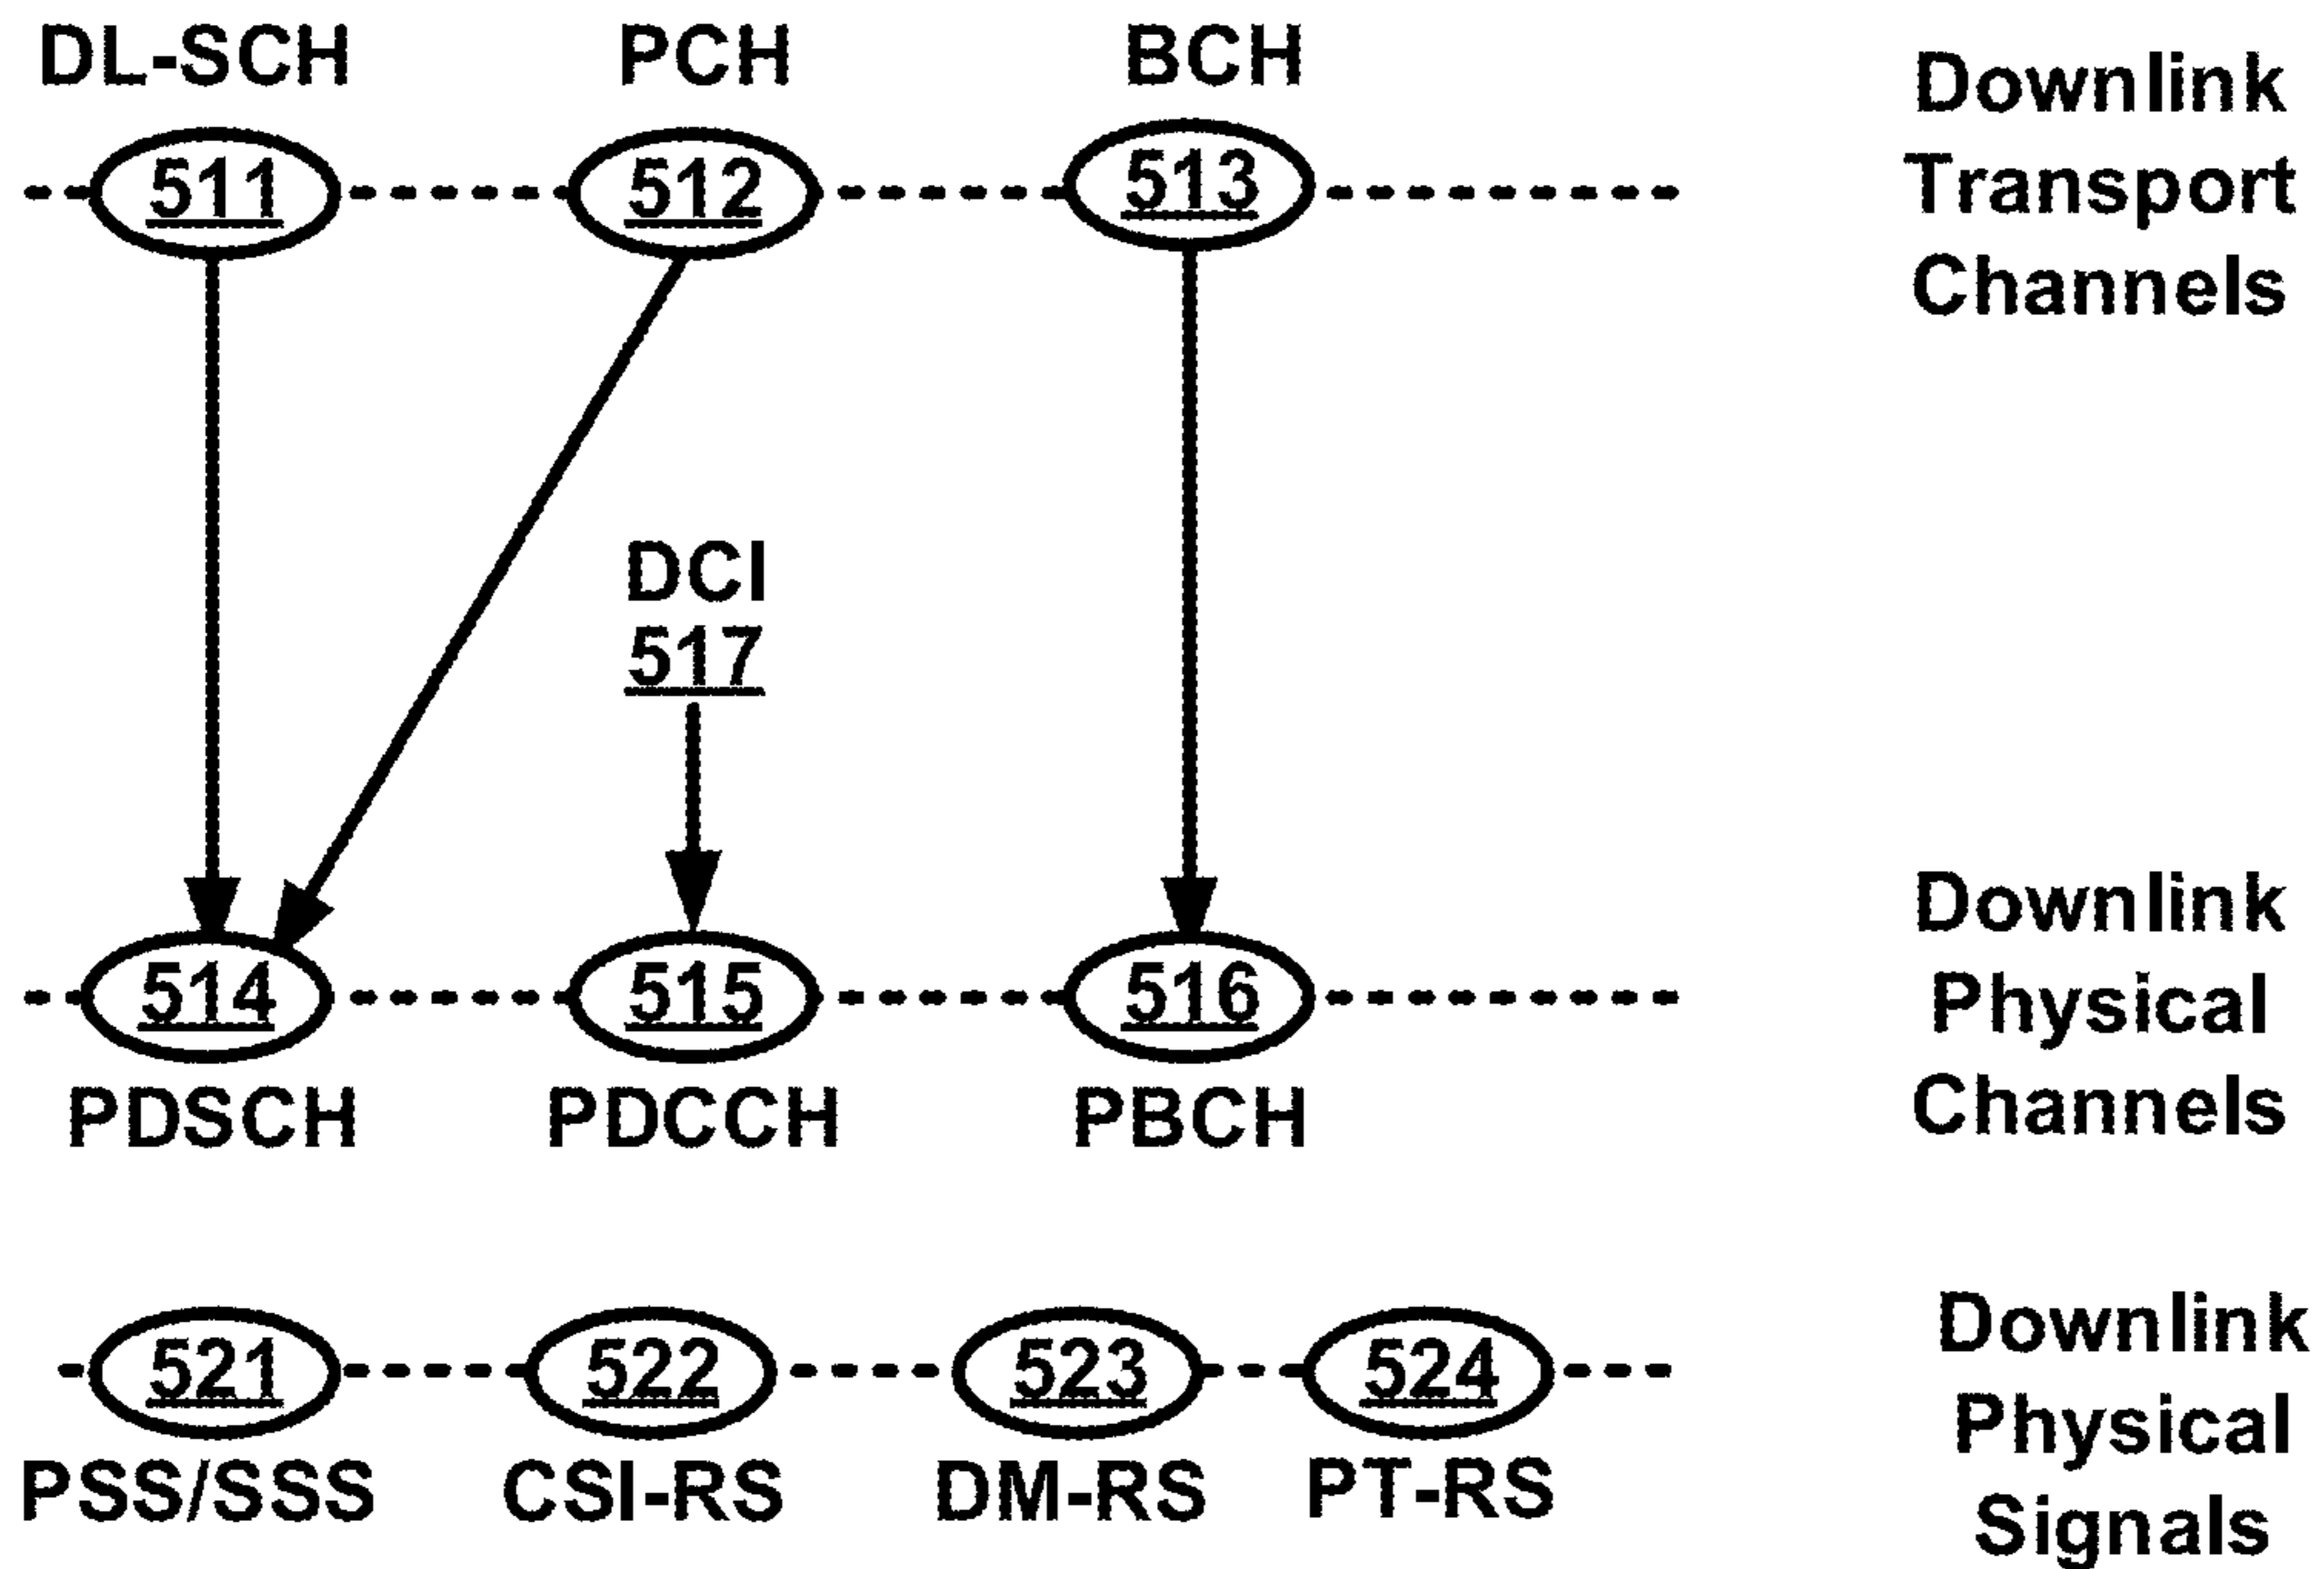 DL-SCH PCH BCH
511 512 513
Downlink
Transport
Channels
DCI
517
514 515 516
PDSCH PDCCH PBCH
Downlink
Physical
Channels
521 522 523 524
PSS/SSS CSI-RS DM-RS PT-RS
Downlink
Physical
Signals